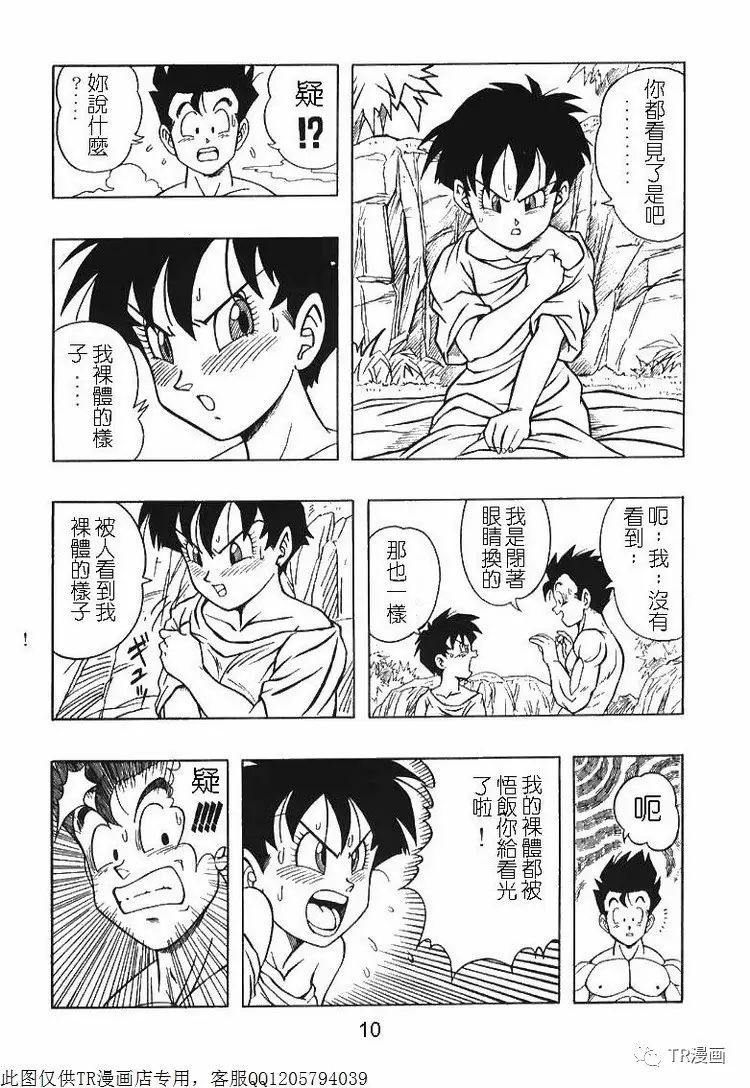 你都看見了是吧
………
………
疑
!?
妳說什麼
?‥‥
我裸體的樣
子‥‥
呃‥我‥沒有
看到‥
我是閉著
眼睛換的
那也一樣
被人看到我
裸體的樣子
ギュッ
!
呃
我的裸體都被
悟飯你給看光
了啦!
疑
!!!!!
10
TR漫画
此图仅供TR漫画店专用，客服QQ1205794039